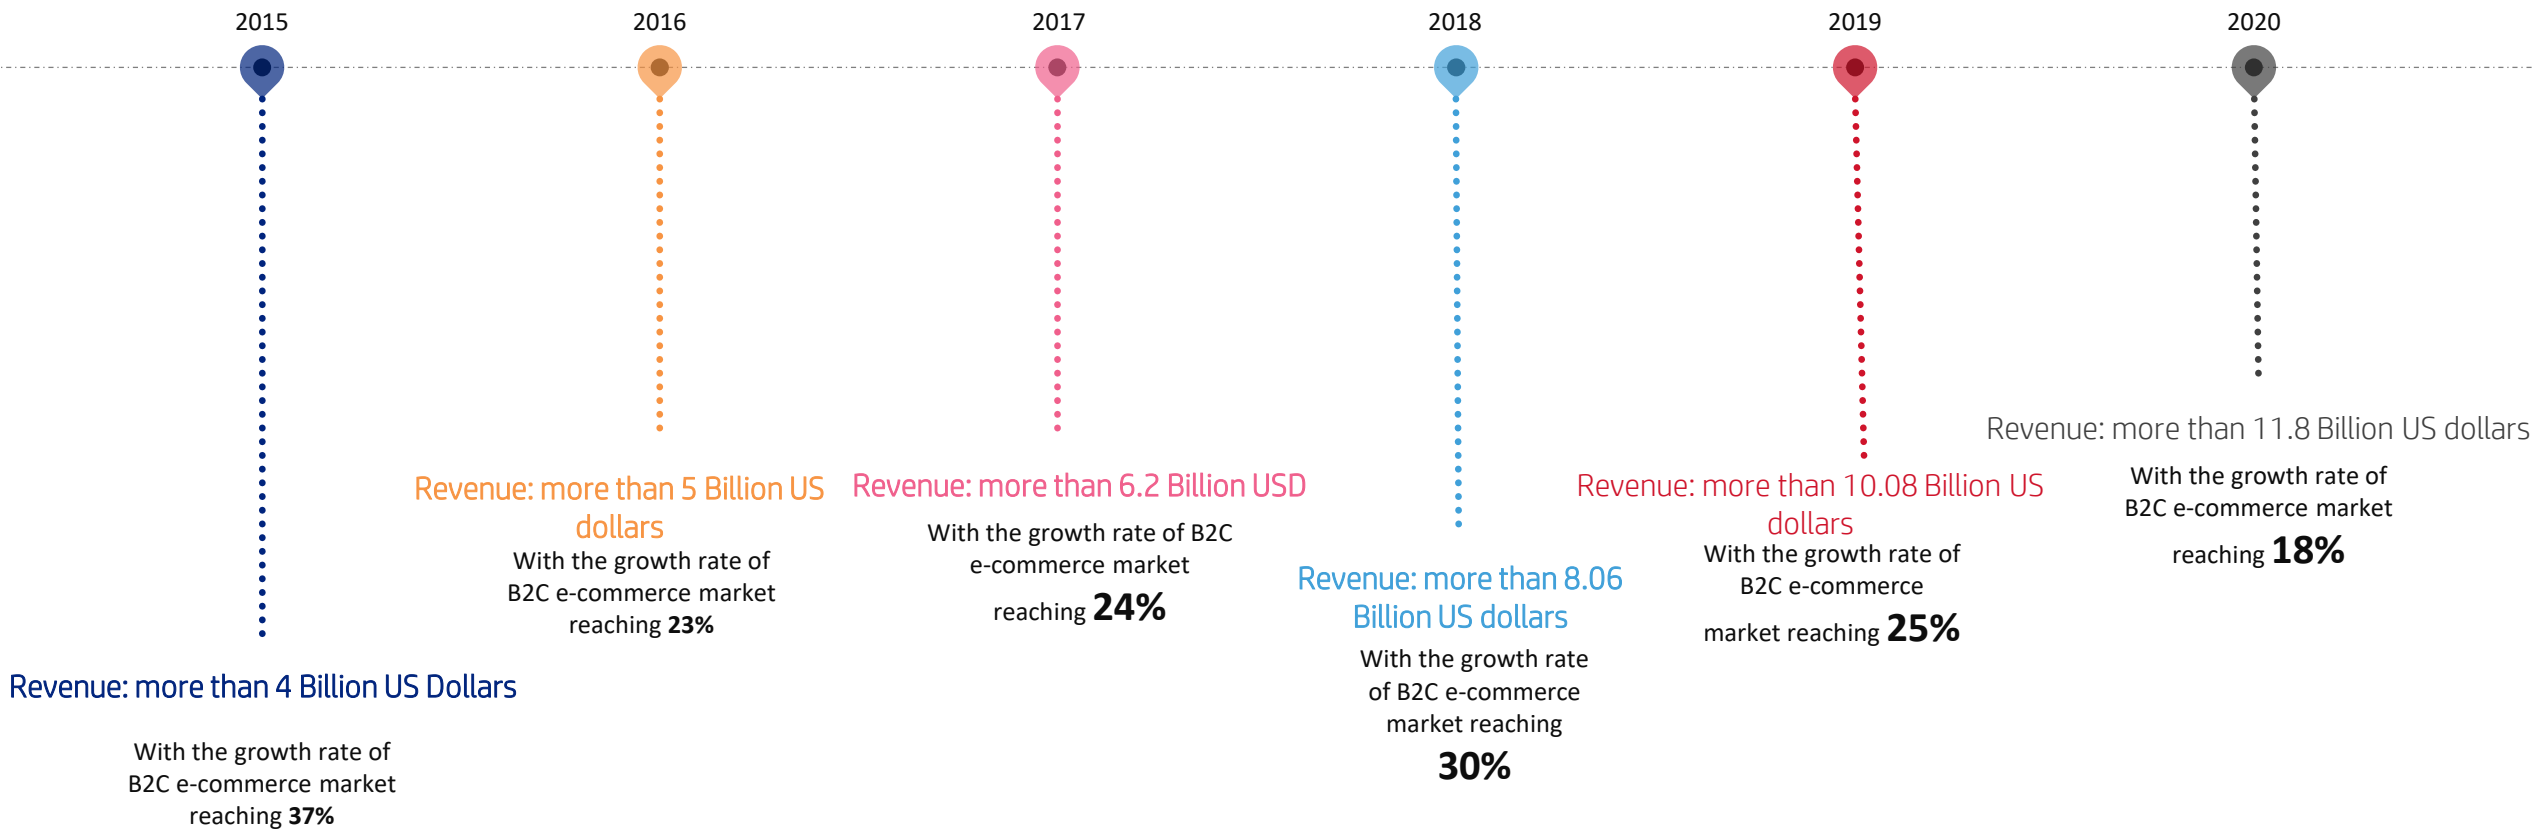 2015
2016
2017
2018
2019
2020
Revenue: more than 4 Billion US Dollars
With the growth rate of
B2C e-commerce market
reaching 37%
Revenue: more than 5 Billion US
dollars
With the growth rate of
B2C e-commerce market
reaching 23%
Revenue: more than 6.2 Billion USD
With the growth rate of B2C
e-commerce market
reaching 24%
Revenue: more than 8.06
Billion US dollars
With the growth rate
of B2C e-commerce
market reaching
30%
Revenue: more than 10.08 Billion US
dollars
With the growth rate of
B2C e-commerce
market reaching 25%
Revenue: more than 11.8 Billion US dollars
With the growth rate of
B2C e-commerce market
reaching 18%